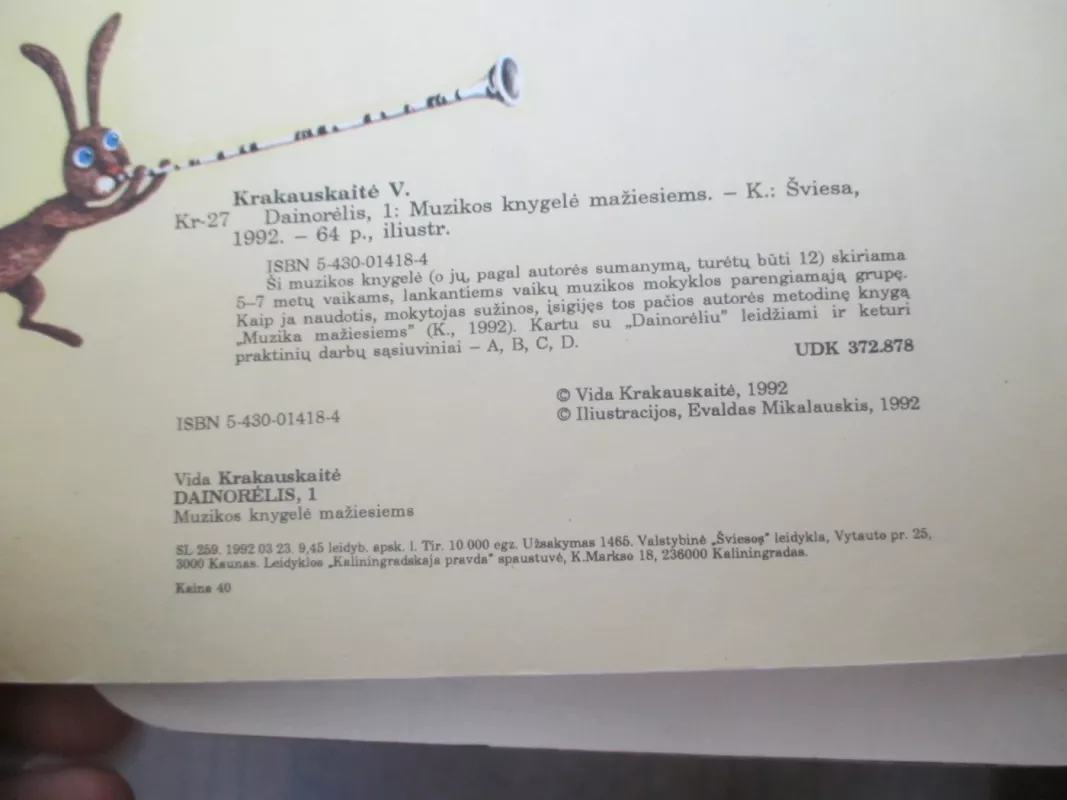 Krakauskaitė V.
Kr-27 Dainorėlis, 1: Muzikos knygelė mažiesiems. – K.: Šviesa,
1992. – 64 p., iliustr.
ISBN 5-430-01418-4
Ši muzikos knygelė (o jų, pagal autorės sumanymą, turėtų būti 12) skiriama
5–7 metų vaikams, lankantiems vaikų muzikos mokyklos parengiamąją grupę.
Kaip ja naudotis, mokytojas sužinos, įsigijęs tos pačios autorės metodinę knygą
„Muzika mažiesiems" (K., 1992). Kartu su „Dainorėliu" leidžiami ir keturi
praktinių darbų sąsiuviniai – A, B, C, D.
UDK 372.878
© Vida Krakauskaitė, 1992
© Iliustracijos, Evaldas Mikalauskis, 1992
ISBN 5-430-01418-4
Vida Krakauskaitė
DAINORĖLIS, 1
Muzikos knygelė mažiesiems
SL 259. 1992 03 23. 9,45 leidyb. apsk. l. Tir. 10 000 egz. Užsakymas 1465. Valstybinė „Šviesos" leidykla, Vytauto pr. 25,
3000 Kaunas. Leidyklos „Kaliningradskaja pravda" spaustuvė, K.Markso 18, 236000 Kaliningradas.
Kaina 40